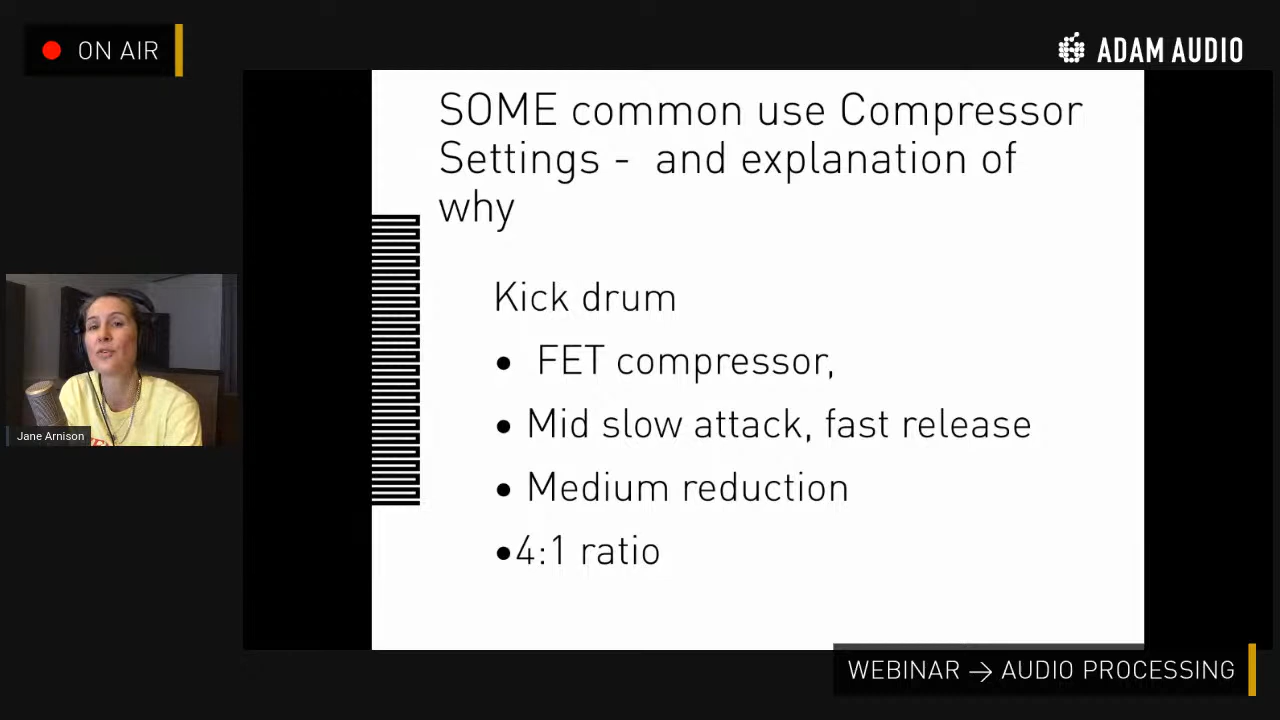 ON AIR
ADAM AUDIO
SOME common use Compressor
Settings - and explanation of
why
Kick drum
• FET compressor,
• Mid slow attack, fast release
• Medium reduction
•4:1 ratio
Jane Arnison
WEBINAR → AUDIO PROCESSING